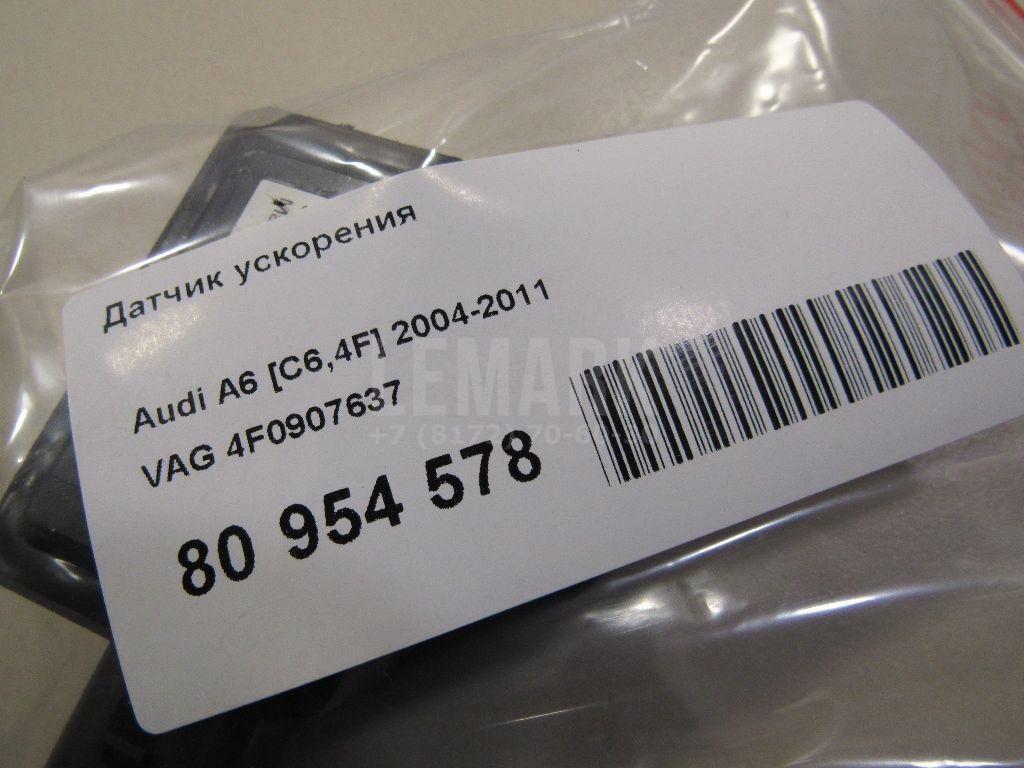 Датчик ускорения
Audi A6 [C6,4F] 2004-2011
VAG 4F0907637
80 954 578